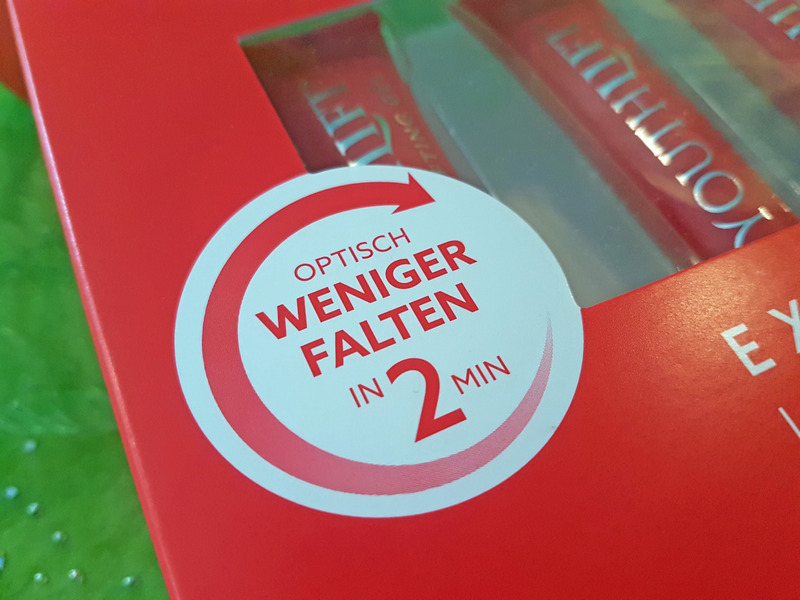 YOUTHLIFT
OPTISCH
WENIGER
FALTEN
IN 2 MIN